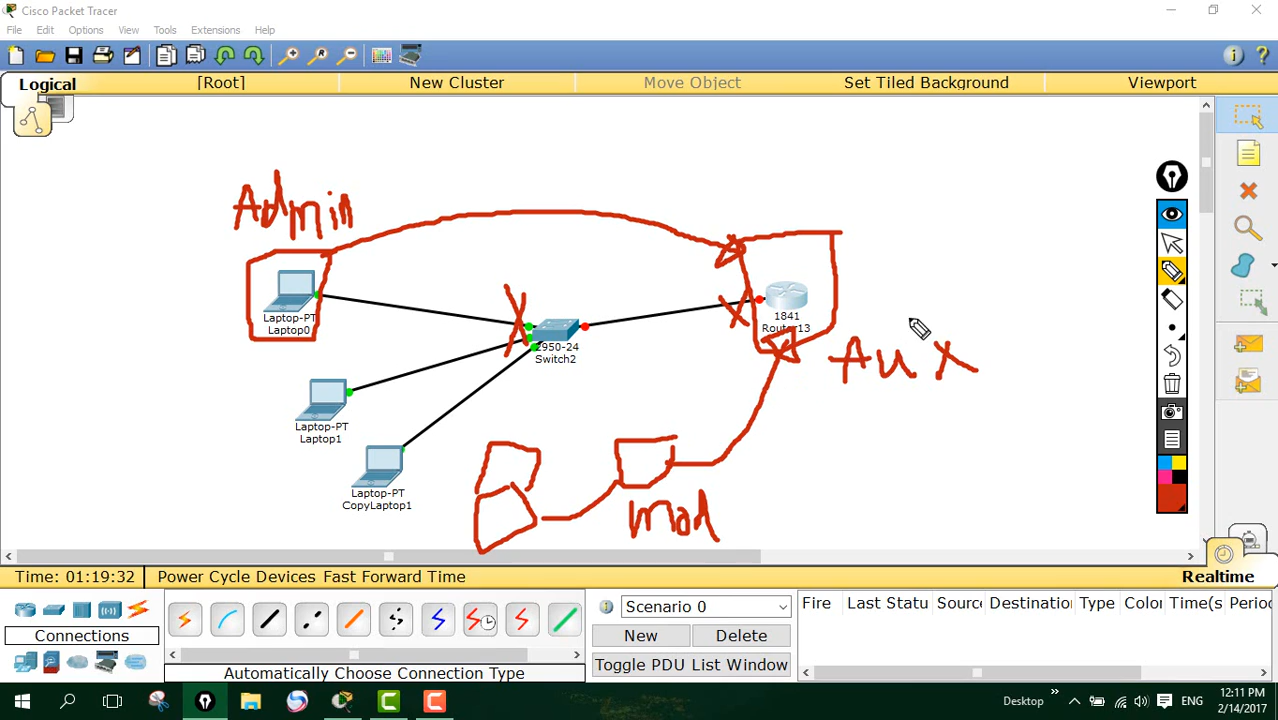 Cisco Packet Tracer
File Edit Options View Tools Extensions Help
Logical [Root] New Cluster Move Object Set Tiled Background Viewport
Admin
Laptop-PT
Laptop0
1841
Router13
2950-24
Switch2
Aux
Laptop-PT
Laptop1
Laptop-PT
CopyLaptop1
mod
Time: 01:19:32 Power Cycle Devices Fast Forward Time Realtime
Scenario 0
Fire Last Statu Source Destination Type Color Time(s Period
Connections
New Delete
Toggle PDU List Window
Automatically Choose Connection Type
Desktop
ENG
12:11 PM
2/14/2017